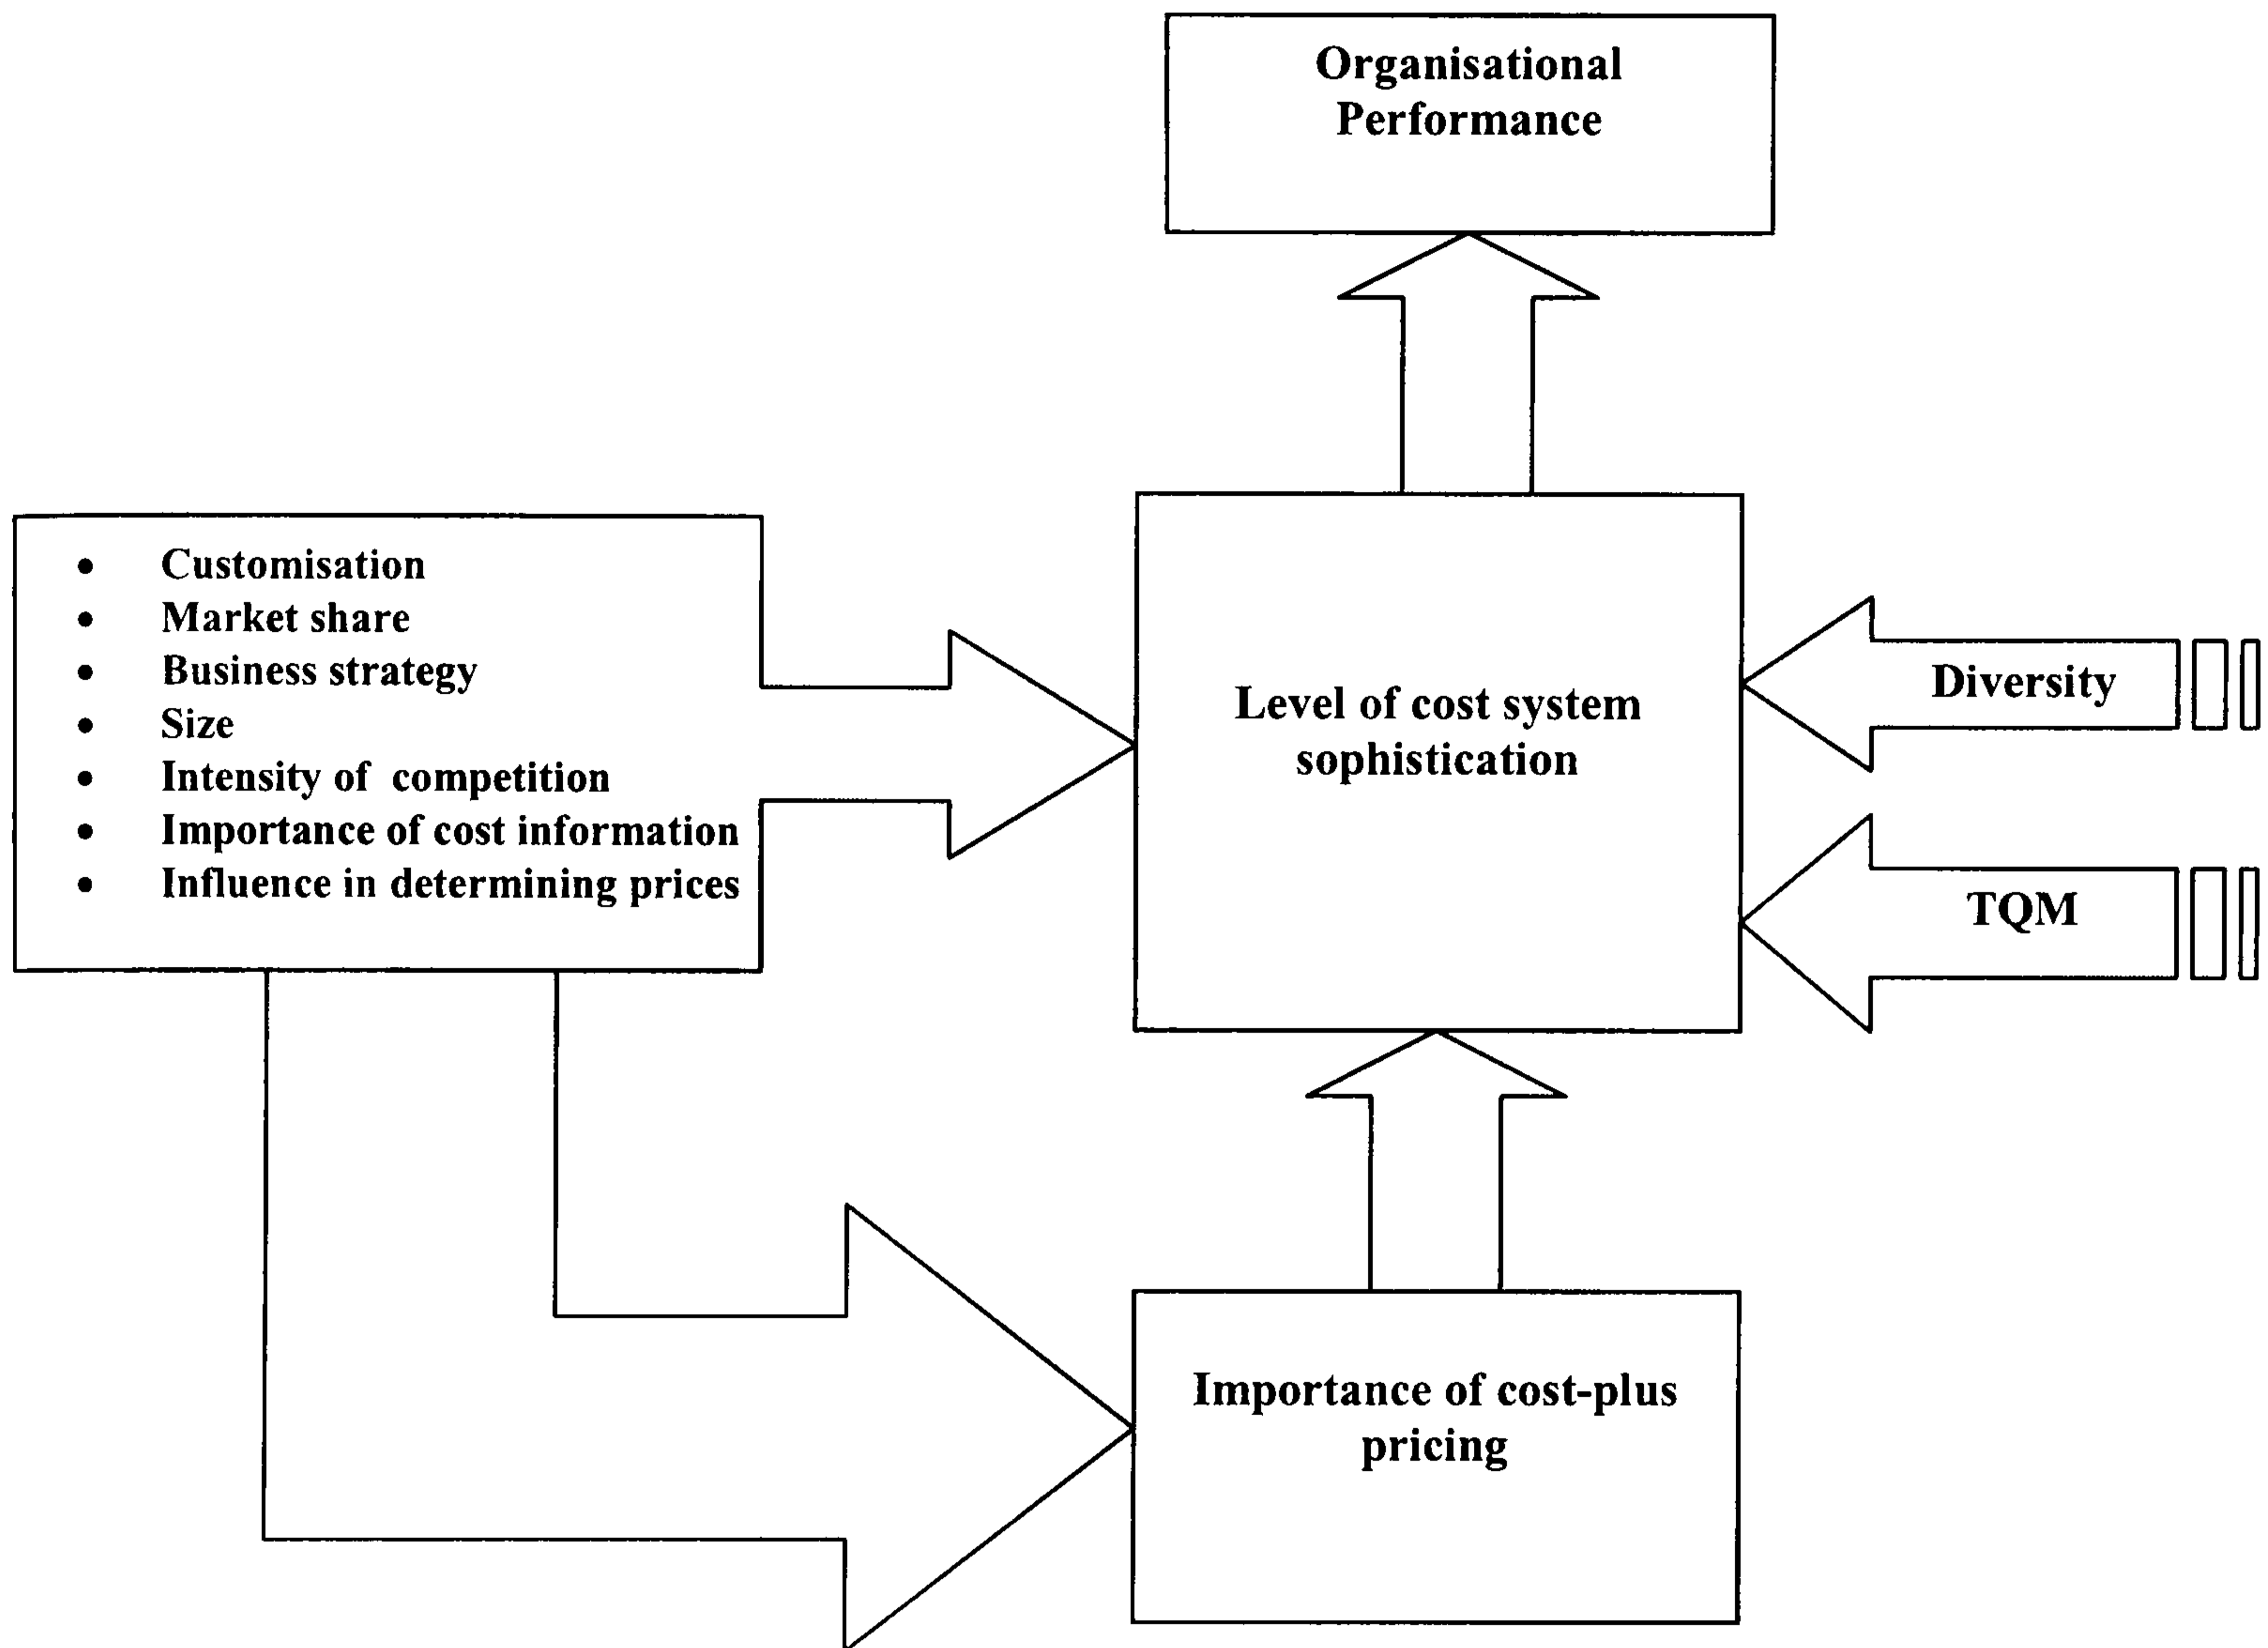 Organisational
Performance
• Customisation
• Market share
• Business strategy
• Size
• Intensity of competition
• Importance of cost information
• Influence in determining prices
Level of cost system
sophistication
Diversity
TQM
Importance of cost-plus
pricing